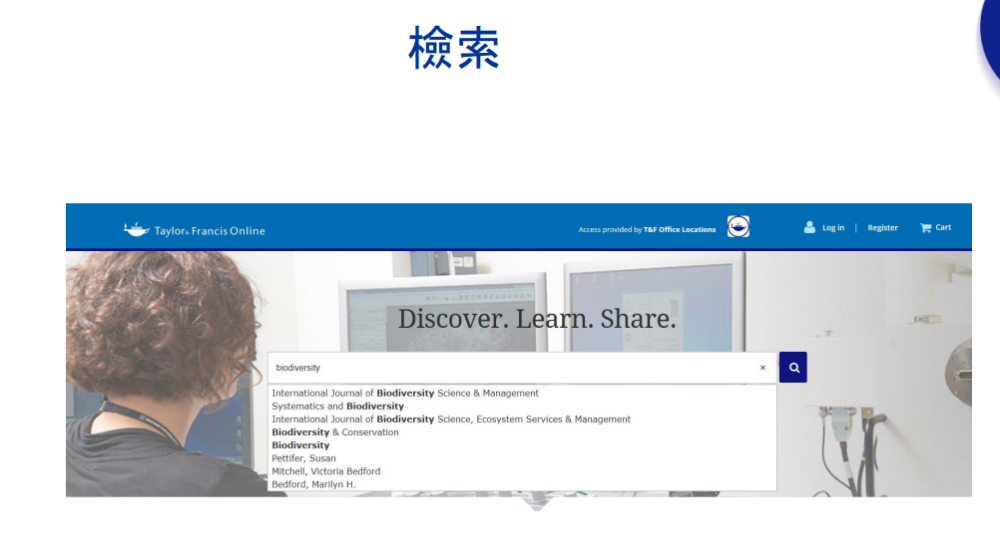 檢索
Taylor & Francis Online
Access provided by T&F Office Locations
Log in | Register
Cart
Discover. Learn. Share.
biodiversity ×
International Journal of Biodiversity Science & Management
Systematics and Biodiversity
International Journal of Biodiversity Science, Ecosystem Services & Management
Biodiversity & Conservation
Biodiversity
Pettifer, Susan
Mitchell, Victoria Bedford
Bedford, Marilyn H.